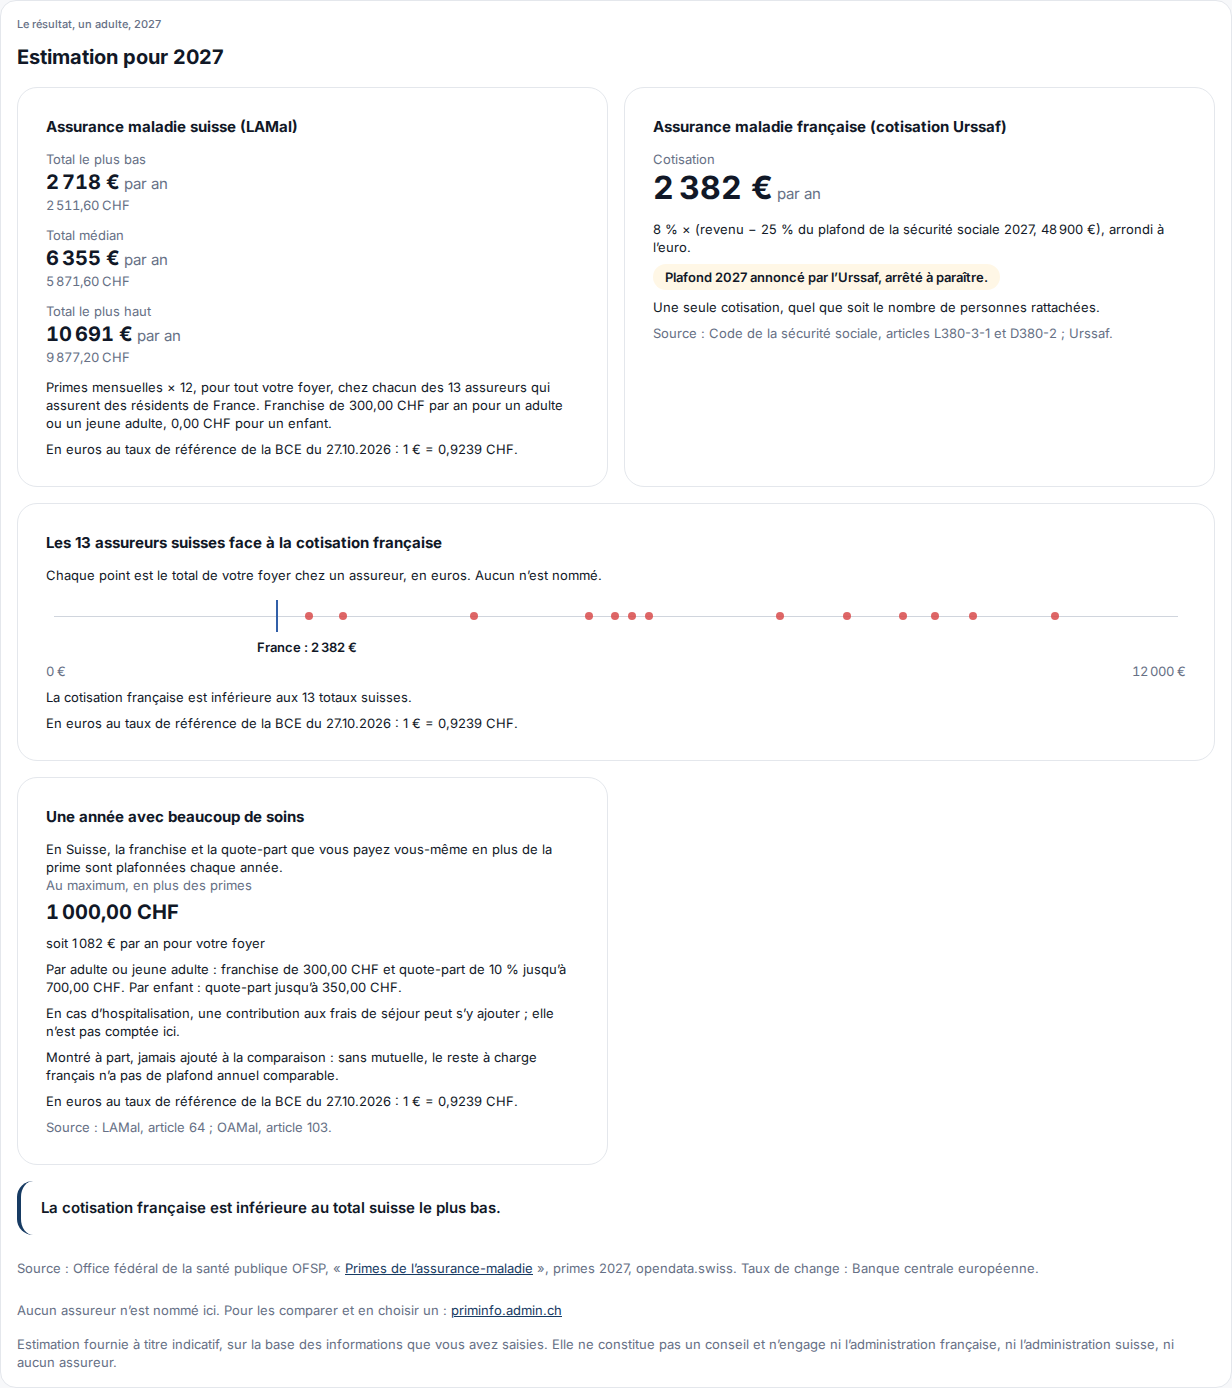 Le résultat, un adulte, 2027
Estimation pour 2027
Assurance maladie suisse (LAMal)
Total le plus bas
2 718 € par an
2 511,60 CHF
Total médian
6 355 € par an
5 871,60 CHF
Total le plus haut
10 691 € par an
9 877,20 CHF
Primes mensuelles × 12, pour tout votre foyer, chez chacun des 13 assureurs qui
assurent des résidents de France. Franchise de 300,00 CHF par an pour un adulte
ou un jeune adulte, 0,00 CHF pour un enfant.
En euros au taux de référence de la BCE du 27.10.2026 : 1 € = 0,9239 CHF.
Assurance maladie française (cotisation Urssaf)
Cotisation
2 382 € par an
8 % × (revenu − 25 % du plafond de la sécurité sociale 2027, 48 900 €), arrondi à
l’euro.
Plafond 2027 annoncé par l’Urssaf, arrêté à paraître.
Une seule cotisation, quel que soit le nombre de personnes rattachées.
Source : Code de la sécurité sociale, articles L380-3-1 et D380-2 ; Urssaf.
Les 13 assureurs suisses face à la cotisation française
Chaque point est le total de votre foyer chez un assureur, en euros. Aucun n’est nommé.
France : 2 382 €
0 €
12 000 €
La cotisation française est inférieure aux 13 totaux suisses.
En euros au taux de référence de la BCE du 27.10.2026 : 1 € = 0,9239 CHF.
Une année avec beaucoup de soins
En Suisse, la franchise et la quote-part que vous payez vous-même en plus de la
prime sont plafonnées chaque année.
Au maximum, en plus des primes
1 000,00 CHF
soit 1 082 € par an pour votre foyer
Par adulte ou jeune adulte : franchise de 300,00 CHF et quote-part de 10 % jusqu’à
700,00 CHF. Par enfant : quote-part jusqu’à 350,00 CHF.
En cas d’hospitalisation, une contribution aux frais de séjour peut s’y ajouter ; elle
n’est pas comptée ici.
Montré à part, jamais ajouté à la comparaison : sans mutuelle, le reste à charge
français n’a pas de plafond annuel comparable.
En euros au taux de référence de la BCE du 27.10.2026 : 1 € = 0,9239 CHF.
Source : LAMal, article 64 ; OAMal, article 103.
La cotisation française est inférieure au total suisse le plus bas.
Source : Office fédéral de la santé publique OFSP, « Primes de l’assurance-maladie », primes 2027, opendata.swiss. Taux de change : Banque centrale européenne.
Aucun assureur n’est nommé ici. Pour les comparer et en choisir un : priminfo.admin.ch
Estimation fournie à titre indicatif, sur la base des informations que vous avez saisies. Elle ne constitue pas un conseil et n’engage ni l’administration française, ni l’administration suisse, ni
aucun assureur.